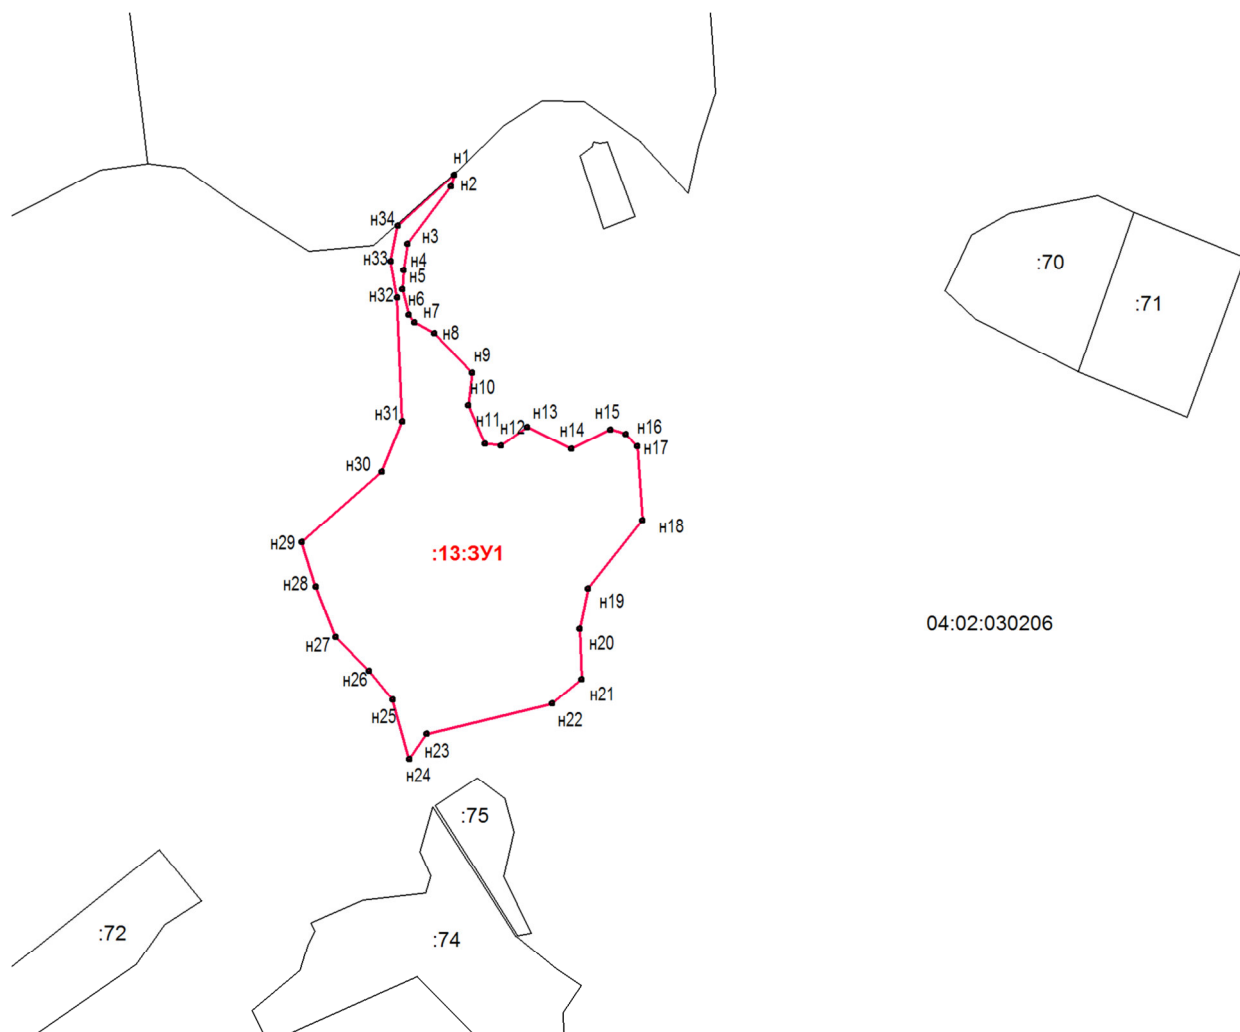 н1
н2
н34
н3
н33
н4
н5
н32
н6
н7
н8
н9
н10
н31
н11
н12
н13
н14
н15
н16
н17
н30
н18
н29
:13:ЗУ1
н28
н19
н20
н27
н26
н21
н25
н22
н23
н24
:70
:71
04:02:030206
:75
:72
:74